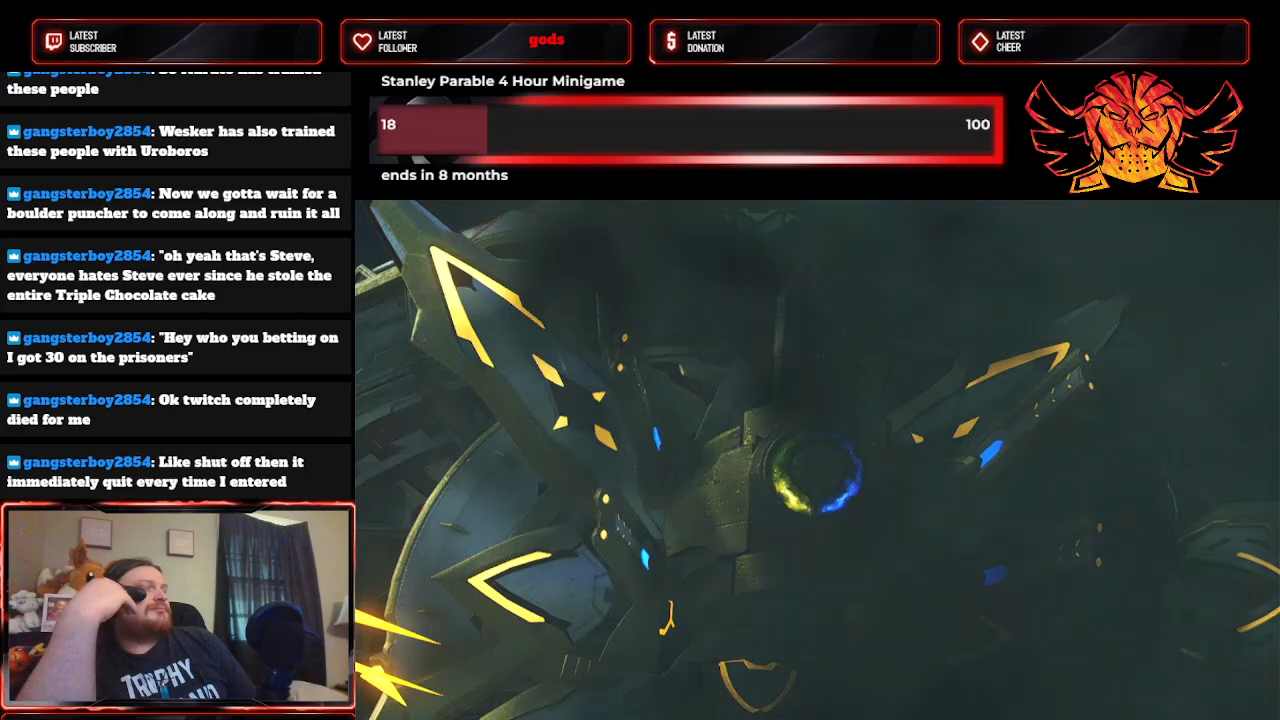 LATEST
SUBSCRIBER
LATEST
FOLLOWER
gods
LATEST
DONATION
LATEST
CHEER
these people
gangsterboy2854: Wesker has also trained
these people with Uroboros
gangsterboy2854: Now we gotta wait for a
boulder puncher to come along and ruin it all
gangsterboy2854: "oh yeah that's Steve,
everyone hates Steve ever since he stole the
entire Triple Chocolate cake
gangsterboy2854: "Hey who you betting on
I got 30 on the prisoners"
gangsterboy2854: Ok twitch completely
died for me
gangsterboy2854: Like shut off then it
immediately quit every time I entered
Stanley Parable 4 Hour Minigame
18 100
ends in 8 months